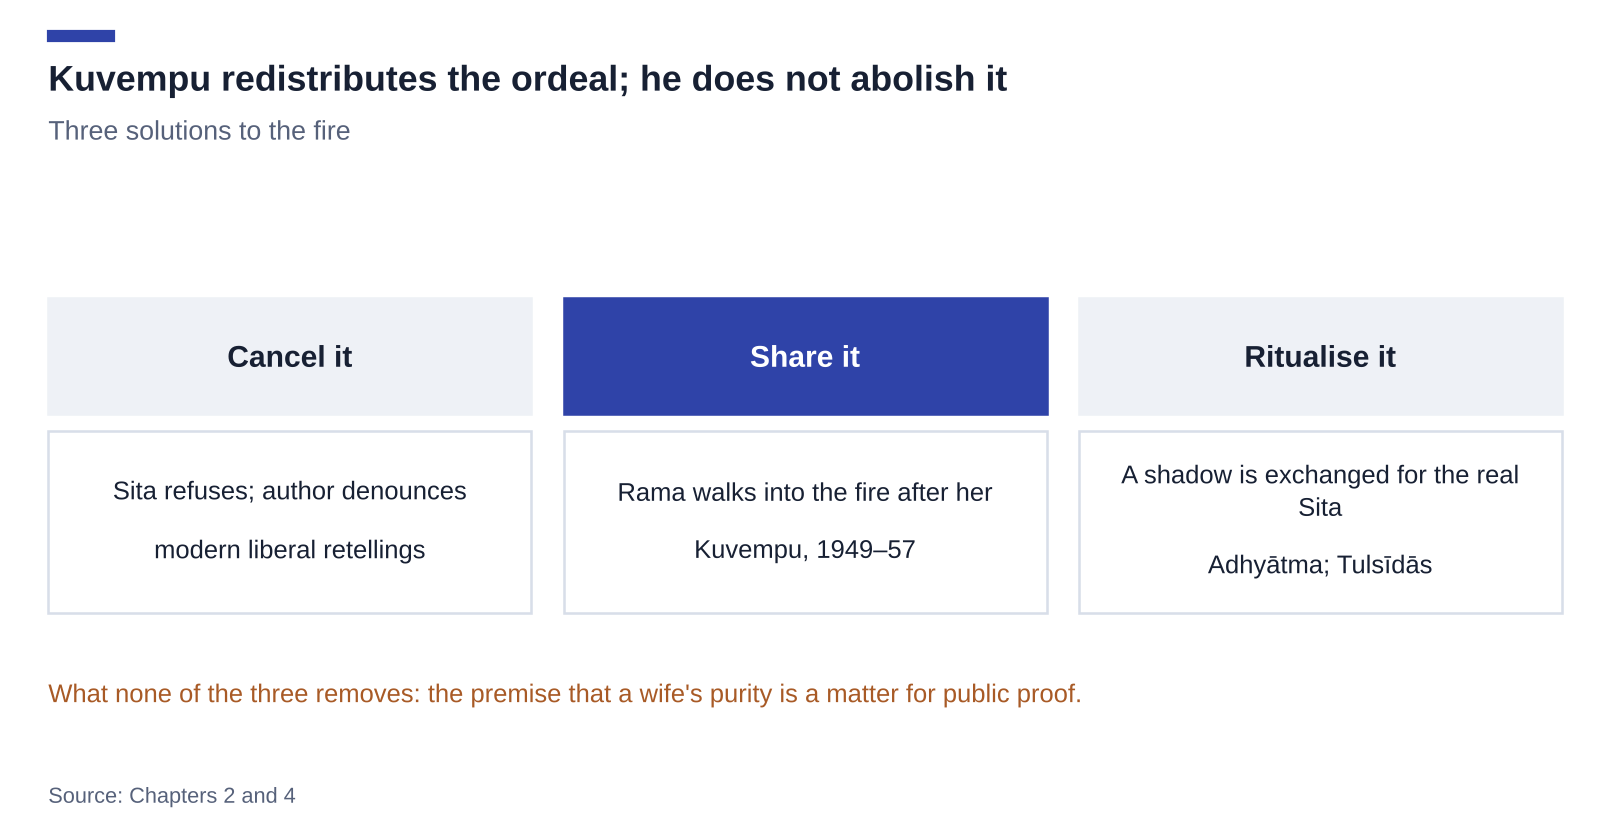 Kuvempu redistributes the ordeal; he does not abolish it
Three solutions to the fire
Cancel it
Share it
Ritualise it
Sita refuses; author denounces
modern liberal retellings
Rama walks into the fire after her
Kuvempu, 1949–57
A shadow is exchanged for the real
Sita
Adhyātma; Tulsīdās
What none of the three removes: the premise that a wife's purity is a matter for public proof.
Source: Chapters 2 and 4